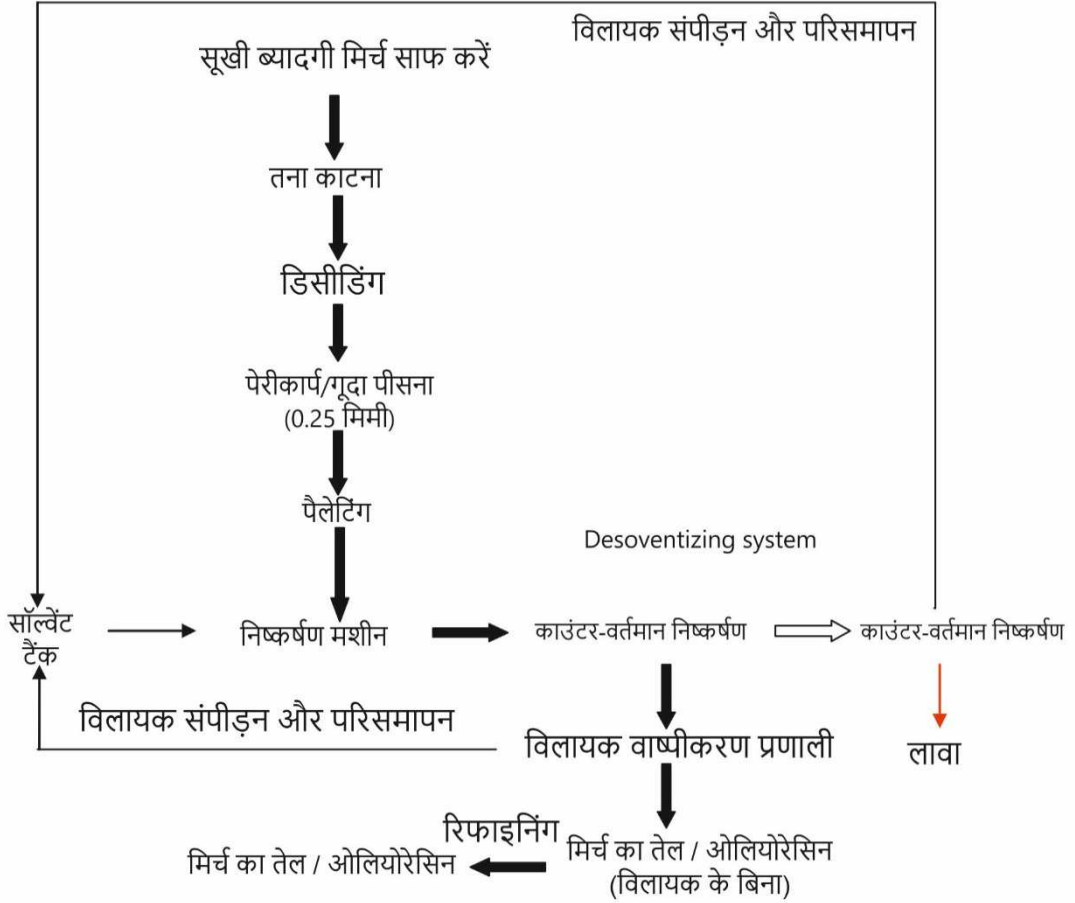 विलायक संपीड़न और परिसमापन
सूखी ब्यादगी मिर्च साफ करें
तना काटना
डिसीडिंग
पेरीकार्प/गूदा पीसना
(0.25 मिमी)
पैलेटिंग
Desoventizing system
सॉल्वेंट
टैंक
निष्कर्षण मशीन
काउंटर-वर्तमान निष्कर्षण
काउंटर-वर्तमान निष्कर्षण
विलायक संपीड़न और परिसमापन
विलायक वाष्पीकरण प्रणाली
लावा
रिफाइनिंग
मिर्च का तेल / ओलियोरेसिन
मिर्च का तेल / ओलियोरेसिन
(विलायक के बिना)